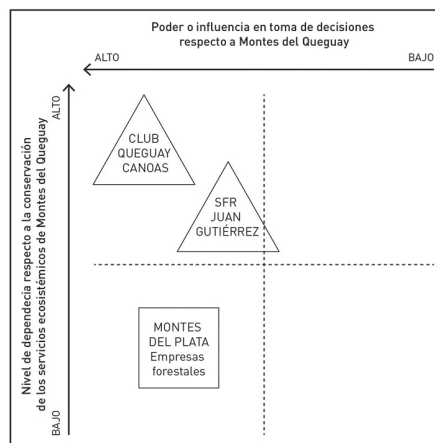 Poder o influencia en toma de decisiones
respecto a Montes del Queguay
ALTO
BAJO
Nivel de dependecia respecto a la conservación
de los servicios ecosistémicos de Montes del Queguay
ALTO
BAJO
CLUB
QUEGUAY
CANOAS
SFR
JUAN
GUTIÉRREZ
MONTES
DEL PLATA
Empresas
forestales